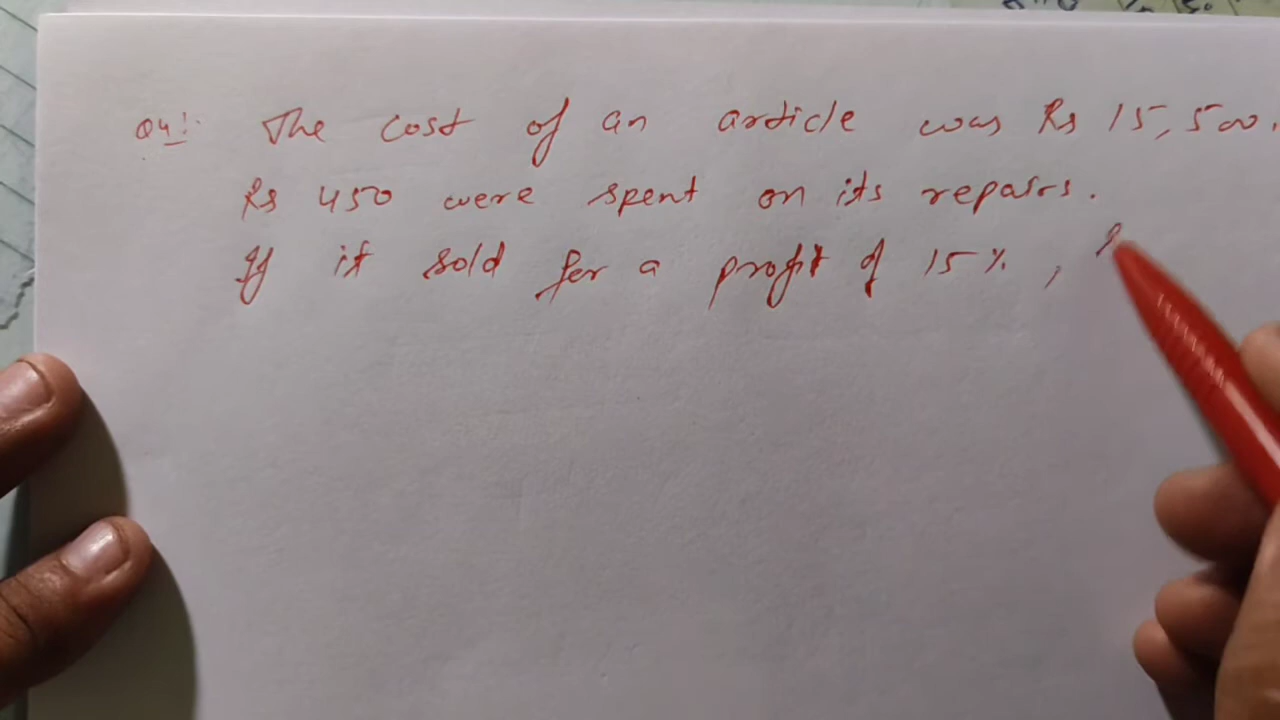 Q4:- The cost of an article was Rs 15,500.
Rs 450 were spent on its repairs.
If it sold for a profit of 15%,